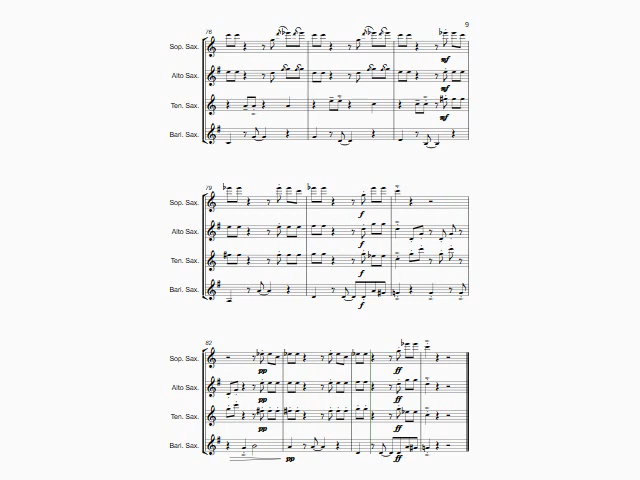 9
76
Sop. Sax.
Alto Sax.
mf
Ten. Sax.
mf
Bari. Sax.
mf
79
Sop. Sax.
Alto Sax.
f
Ten. Sax.
f
Bari. Sax.
f
f
82
Sop. Sax.
Alto Sax.
pp ff
Ten. Sax.
pp ff
Bari. Sax.
pp ff
pp ff